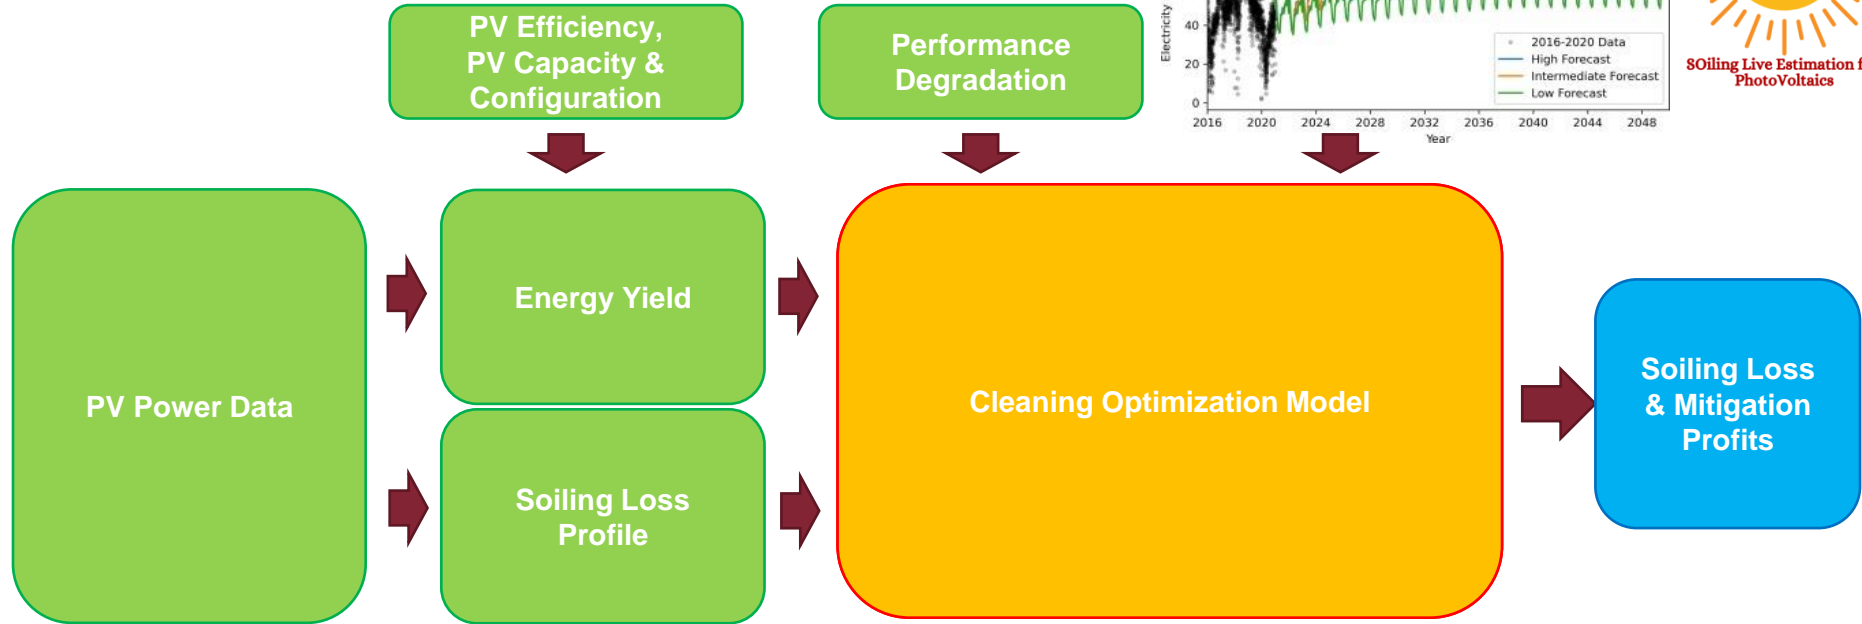 PV Efficiency,
PV Capacity &
Configuration
Performance
Degradation
Electricity
40
20
0
2016-2020 Data
High Forecast
Intermediate Forecast
Low Forecast
2016 2020 2024 2028 2032 2036 2040 2044 2048
Year
SOiling Live Estimation
PhotoVoltaics
PV Power Data
Energy Yield
Soiling Loss
Profile
Cleaning Optimization Model
Soiling Loss
& Mitigation
Profits